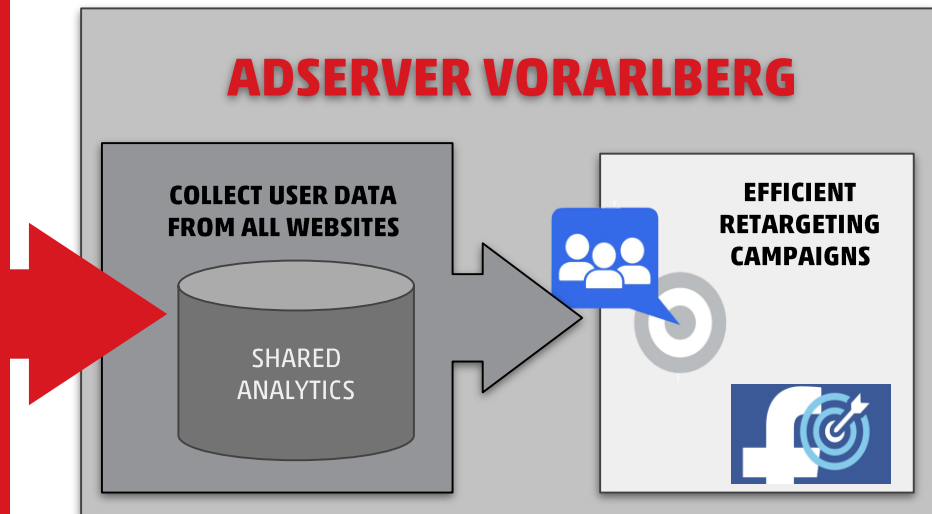 ADSERVER VORARLBERG
COLLECT USER DATA
FROM ALL WEBSITES
SHARED
ANALYTICS
EFFICIENT
RETARGETING
CAMPAIGNS